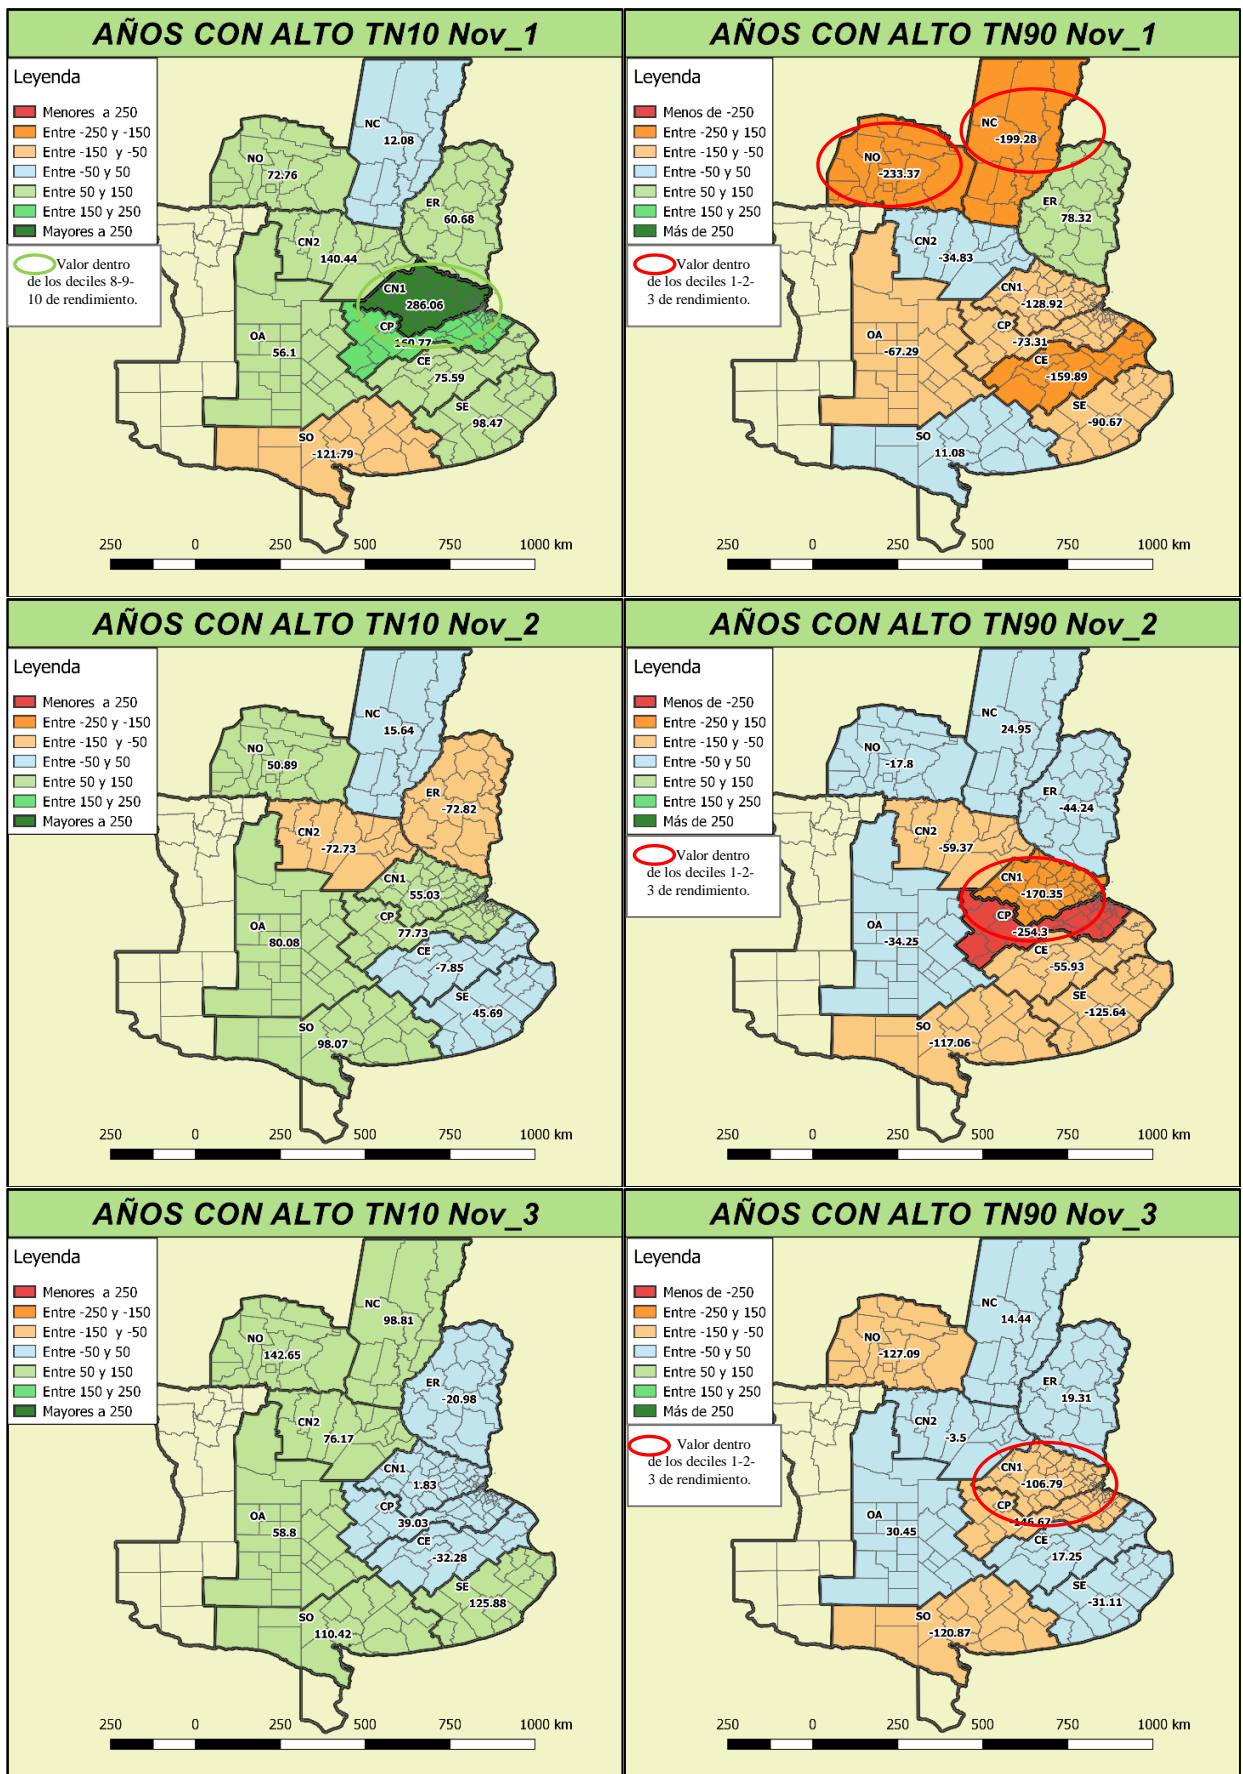 AÑOS CON ALTO TN10 Nov_1
Leyenda
Menores a 250
Entre -250 y -150
Entre -150 y -50
Entre -50 y 50
Entre 50 y 150
Entre 150 y 250
Mayores a 250
Valor dentro
de los deciles 8-9-
10 de rendimiento.
NC
12.08
NO
72.76
ER
60.68
CN2
140.44
CN1
286.06
CP
160.77
OA
56.1
CE
75.59
SE
98.47
SO
-121.79
250 0 250 500 750 1000 km
AÑOS CON ALTO TN90 Nov_1
Leyenda
Menos de -250
Entre -250 y 150
Entre -150 y -50
Entre -50 y 50
Entre 50 y 150
Entre 150 y 250
Más de 250
Valor dentro
de los deciles 1-2-
3 de rendimiento.
NC
-199.28
NO
-233.37
ER
78.32
CN2
-34.83
CN1
-128.92
CP
-73.31
OA
-67.29
CE
-159.89
SE
-90.67
SO
11.08
250 0 250 500 750 1000 km
AÑOS CON ALTO TN10 Nov_2
Leyenda
Menores a 250
Entre -250 y -150
Entre -150 y -50
Entre -50 y 50
Entre 50 y 150
Entre 150 y 250
Mayores a 250
NC
15.64
NO
50.89
ER
-72.82
CN2
-72.73
CN1
55.03
CP
77.73
OA
80.08
CE
-7.85
SE
45.69
SO
98.07
250 0 250 500 750 1000 km
AÑOS CON ALTO TN90 Nov_2
Leyenda
Menos de -250
Entre -250 y 150
Entre -150 y -50
Entre -50 y 50
Entre 50 y 150
Entre 150 y 250
Más de 250
Valor dentro
de los deciles 1-2-
3 de rendimiento.
NC
24.95
NO
-17.8
ER
-44.24
CN2
-59.37
CN1
-170.35
CP
-254.3
OA
-34.25
CE
-55.93
SE
-125.64
SO
-117.06
250 0 250 500 750 1000 km
AÑOS CON ALTO TN10 Nov_3
Leyenda
Menores a 250
Entre -250 y -150
Entre -150 y -50
Entre -50 y 50
Entre 50 y 150
Entre 150 y 250
Mayores a 250
NC
98.81
NO
142.65
ER
-20.98
CN2
76.17
CN1
1.83
CP
39.03
OA
58.8
CE
-32.28
SE
125.88
SO
110.42
250 0 250 500 750 1000 km
AÑOS CON ALTO TN90 Nov_3
Leyenda
Menos de -250
Entre -250 y 150
Entre -150 y -50
Entre -50 y 50
Entre 50 y 150
Entre 150 y 250
Más de 250
Valor dentro
de los deciles 1-2-
3 de rendimiento.
NC
14.44
NO
-127.09
ER
19.31
CN2
-3.5
CN1
-106.79
CP
-146.67
OA
30.45
CE
17.25
SE
-31.11
SO
-120.87
250 0 250 500 750 1000 km